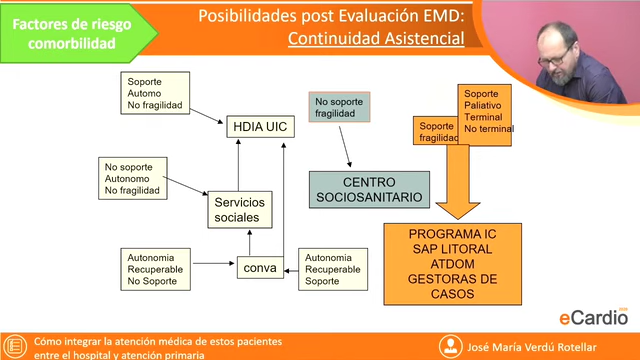 Factores de riesgo
comorbilidad
Posibilidades post Evaluación EMD:
Continuidad Asistencial
Soporte
Automo
No fragilidad
HDIA UIC
No soporte
fragilidad
Soporte
fragilidad
Soporte
Paliativo
Terminal
No terminal
No soporte
Autonomo
No fragilidad
Servicios
sociales
CENTRO
SOCIOSANITARIO
Autonomia
Recuperable
No Soporte
conva
Autonomia
Recuperable
Soporte
PROGRAMA IC
SAP LITORAL
ATDOM
GESTORAS DE
CASOS
eCardio
Cómo integrar la atención médica de estos pacientes
entre el hospital y atención primaria
José María Verdú Rotellar